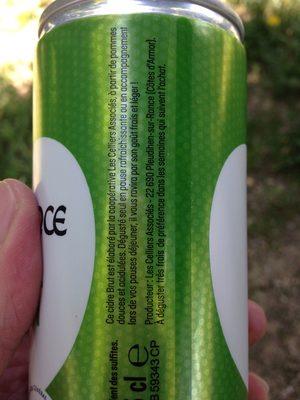 Ce cidre Brut est élaboré par la coopérative Les Celliers Associés, à partir de pommes
douces et acidulées. Dégusté seul en pause rafraîchissante ou en accompagnement
lors de vos pauses déjeuner, il vous ravira par son goût frais et léger !
Producteur : Les Celliers Associés - 22 690 Pleudihen-sur-Rance (Côtes d'Armor).
A déguster très frais de préférence dans les semaines qui suivent l'achat.
ient des sulfites.
cl e
B 59343 CP
CE